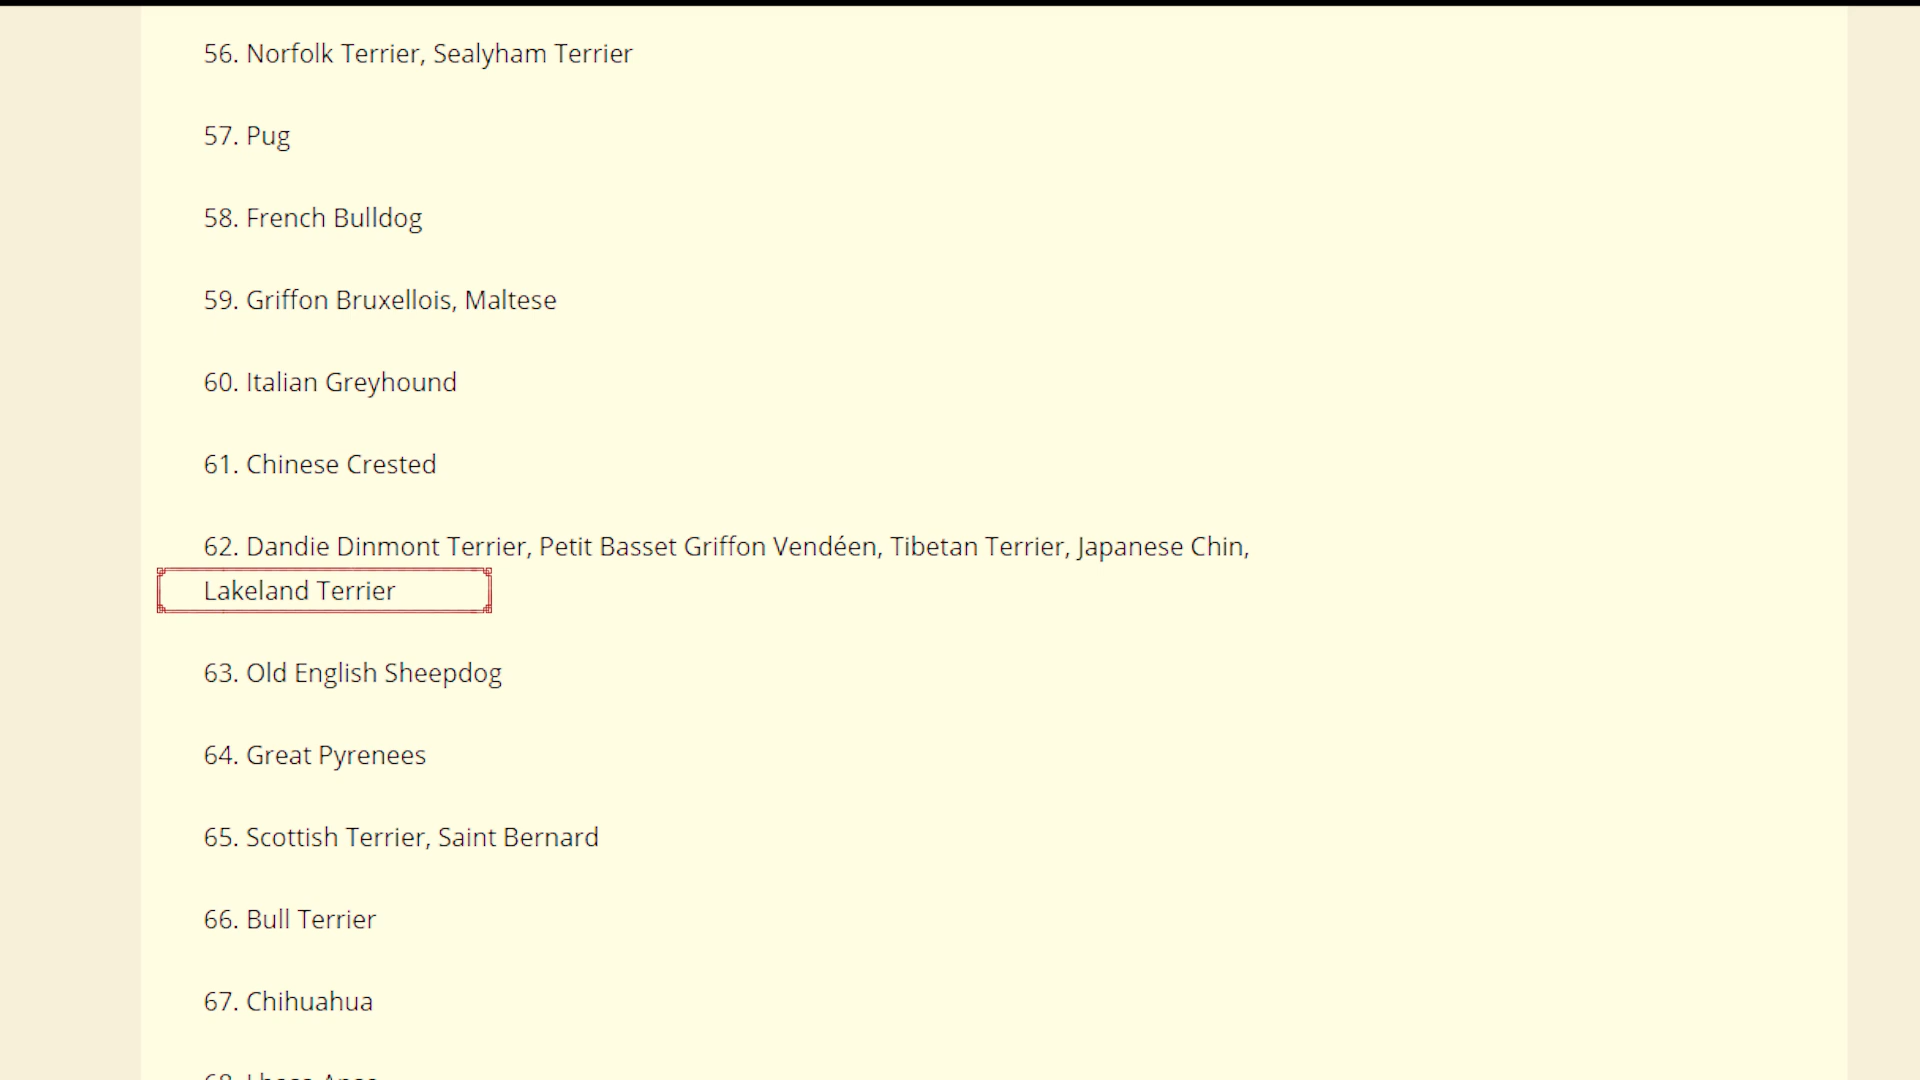 56. Norfolk Terrier, Sealyham Terrier
57. Pug
58. French Bulldog
59. Griffon Bruxellois, Maltese
60. Italian Greyhound
61. Chinese Crested
62. Dandie Dinmont Terrier, Petit Basset Griffon Vendéen, Tibetan Terrier, Japanese Chin,
Lakeland Terrier
63. Old English Sheepdog
64. Great Pyrenees
65. Scottish Terrier, Saint Bernard
66. Bull Terrier
67. Chihuahua